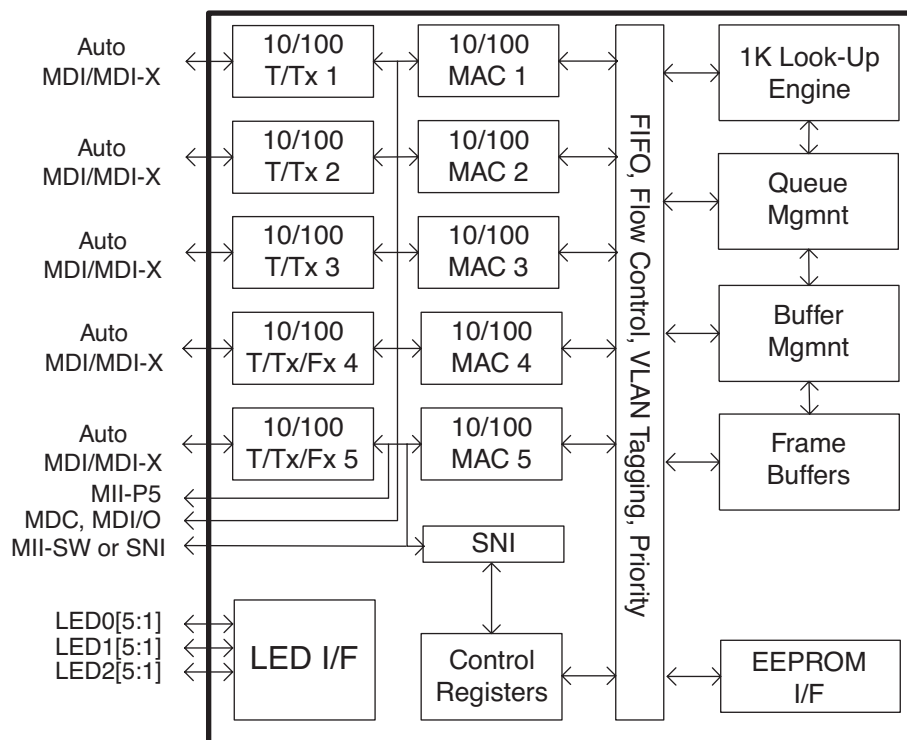 Auto
MDI/MDI-X
10/100
T/Tx 1
10/100
MAC 1
1K Look-Up
Engine
Auto
MDI/MDI-X
10/100
T/Tx 2
10/100
MAC 2
Queue
Mgmnt
Auto
MDI/MDI-X
10/100
T/Tx 3
10/100
MAC 3
FIFO, Flow Control, VLAN Tagging, Priority
Auto
MDI/MDI-X
10/100
T/Tx/Fx 4
10/100
MAC 4
Buffer
Mgmnt
Auto
MDI/MDI-X
10/100
T/Tx/Fx 5
10/100
MAC 5
Frame
Buffers
MII-P5
MDC, MDI/O
MII-SW or SNI
SNI
LED0[5:1]
LED1[5:1]
LED2[5:1]
LED I/F
Control
Registers
EEPROM
I/F